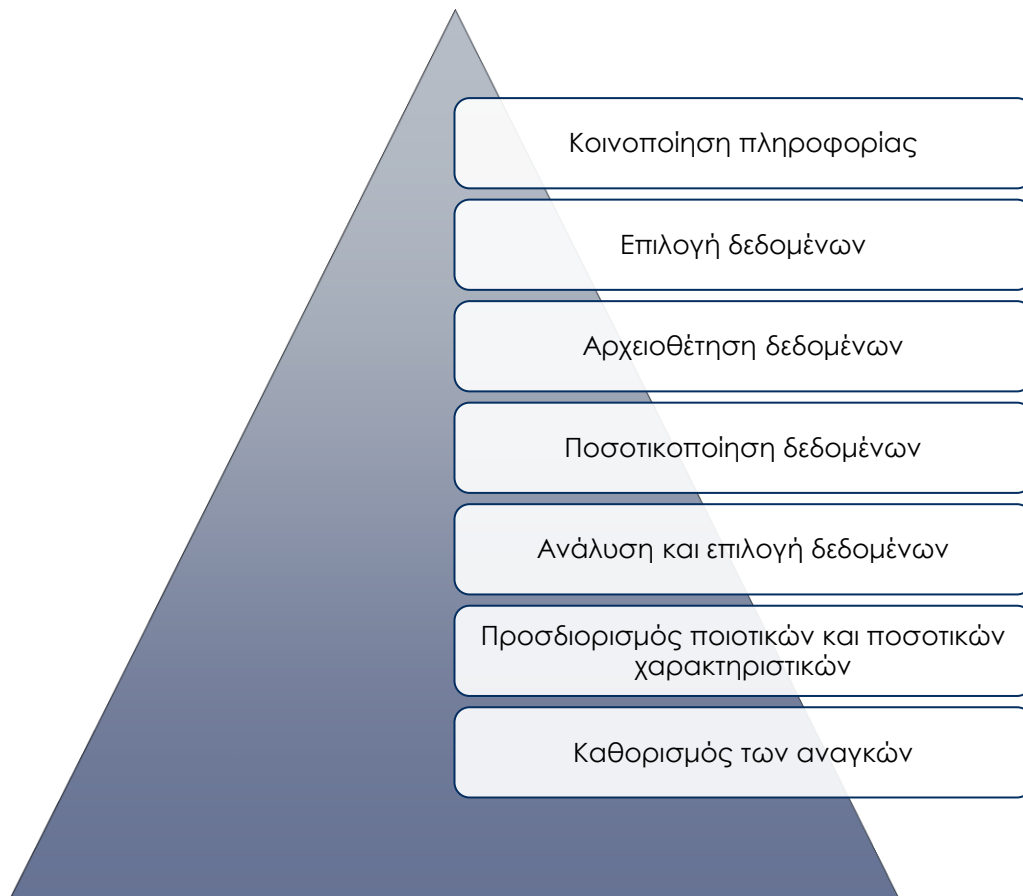 Κοινοποίηση πληροφορίας
Επιλογή δεδομένων
Αρχειοθέτηση δεδομένων
Ποσοτικοποίηση δεδομένων
Ανάλυση και επιλογή δεδομένων
Προσδιορισμός ποιοτικών και ποσοτικών
χαρακτηριστικών
Καθορισμός των αναγκών